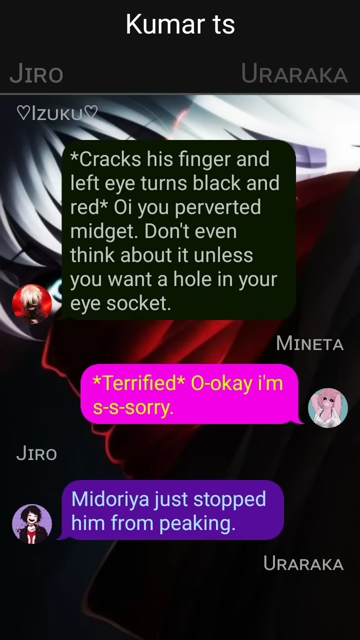 Kumar ts
Jiro Uraraka
♡Izuku♡
*Cracks his finger and
left eye turns black and
red* Oi you perverted
midget. Don't even
think about it unless
you want a hole in your
eye socket.
Mineta
*Terrified* O-okay i'm
s-s-sorry.
Jiro
Midoriya just stopped
him from peaking.
Uraraka